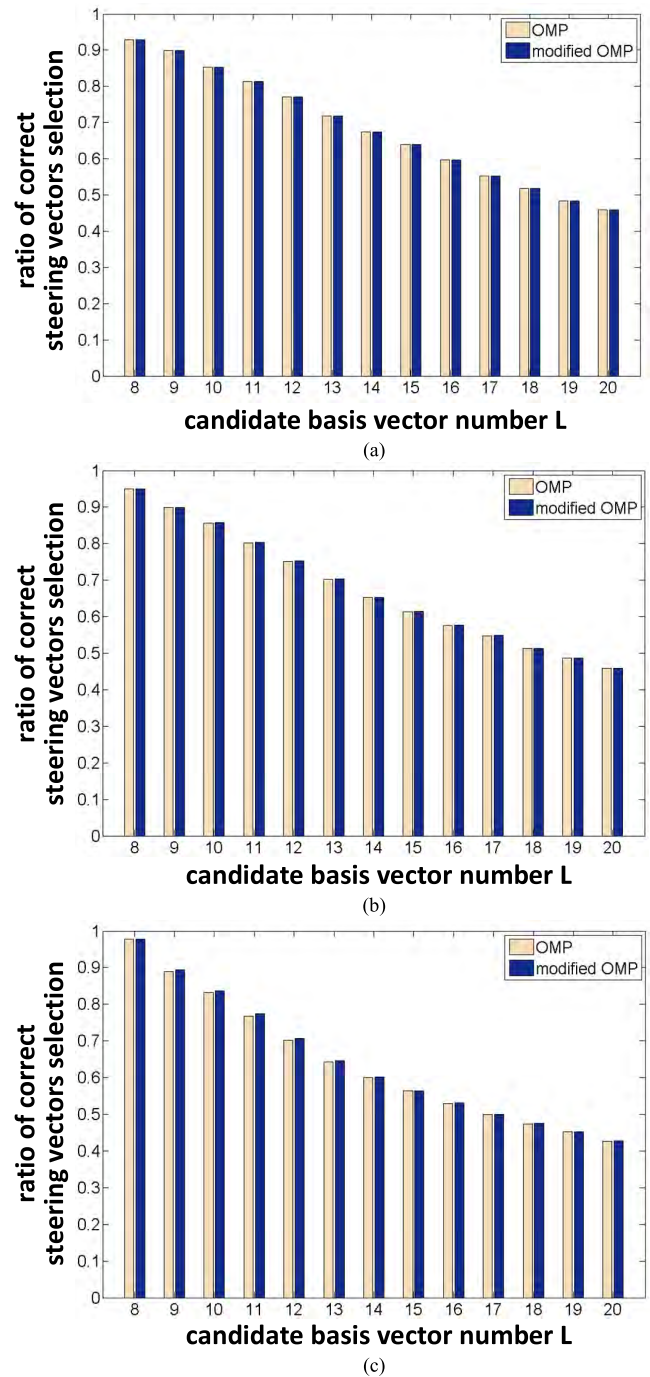 1
0.9
0.8
0.7
0.6
0.5
0.4
0.3
0.2
0.1
0
ratio of correct
steering vectors selection
OMP
modified OMP
8 9 10 11 12 13 14 15 16 17 18 19 20
candidate basis vector number L
(a)
1
0.9
0.8
0.7
0.6
0.5
0.4
0.3
0.2
0.1
0
ratio of correct
steering vectors selection
OMP
modified OMP
8 9 10 11 12 13 14 15 16 17 18 19 20
candidate basis vector number L
(b)
1
0.9
0.8
0.7
0.6
0.5
0.4
0.3
0.2
0.1
0
ratio of correct
steering vectors selection
OMP
modified OMP
8 9 10 11 12 13 14 15 16 17 18 19 20
candidate basis vector number L
(c)